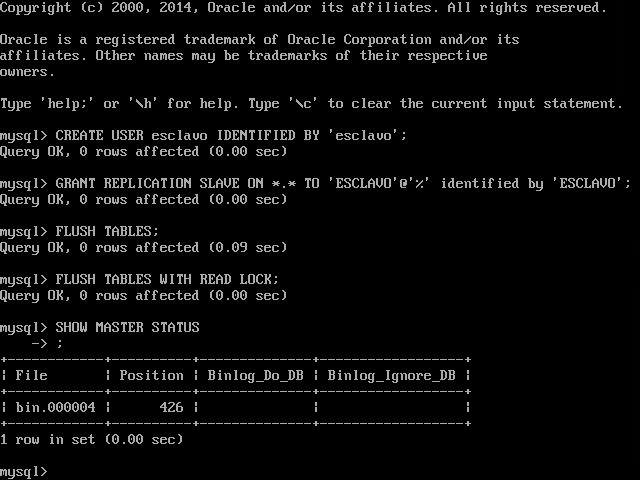 Copyright (c) 2000, 2014, Oracle and/or its affiliates. All rights reserved.
Oracle is a registered trademark of Oracle Corporation and/or its
affiliates. Other names may be trademarks of their respective
owners.
Type 'help;' or '\h' for help. Type '\c' to clear the current input statement.
mysql> CREATE USER esclavo IDENTIFIED BY 'esclavo';
Query OK, 0 rows affected (0.00 sec)
mysql> GRANT REPLICATION SLAVE ON *.* TO 'ESCLAVO'@'%' identified by 'ESCLAVO';
Query OK, 0 rows affected (0.00 sec)
mysql> FLUSH TABLES;
Query OK, 0 rows affected (0.09 sec)
mysql> FLUSH TABLES WITH READ LOCK;
Query OK, 0 rows affected (0.00 sec)
mysql> SHOW MASTER STATUS
    -> ;
+------------+----------+--------------+------------------+
| File       | Position | Binlog_Do_DB | Binlog_Ignore_DB |
+------------+----------+--------------+------------------+
| bin.000004 |      426 |              |                  |
+------------+----------+--------------+------------------+
1 row in set (0.00 sec)
mysql>